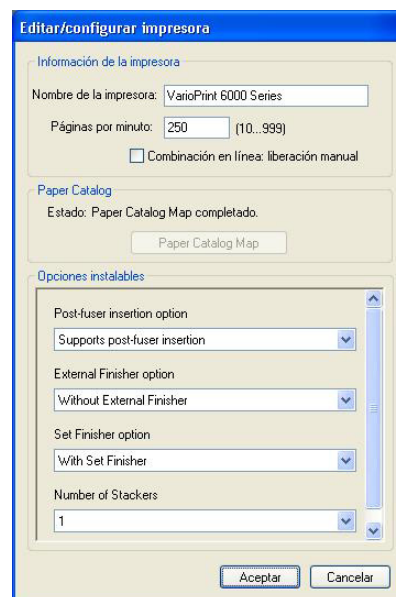 Editar/configurar impresora
Información de la impresora
Nombre de la impresora: VarioPrint 6000 Series
Páginas por minuto: 250 (10...999)
Combinación en línea: liberación manual
Paper Catalog
Estado: Paper Catalog Map completado.
Paper Catalog Map
Opciones instalables
Post-fuser insertion option
Supports post-fuser insertion
External Finisher option
Without External Finisher
Set Finisher option
With Set Finisher
Number of Stackers
1
Aceptar Cancelar